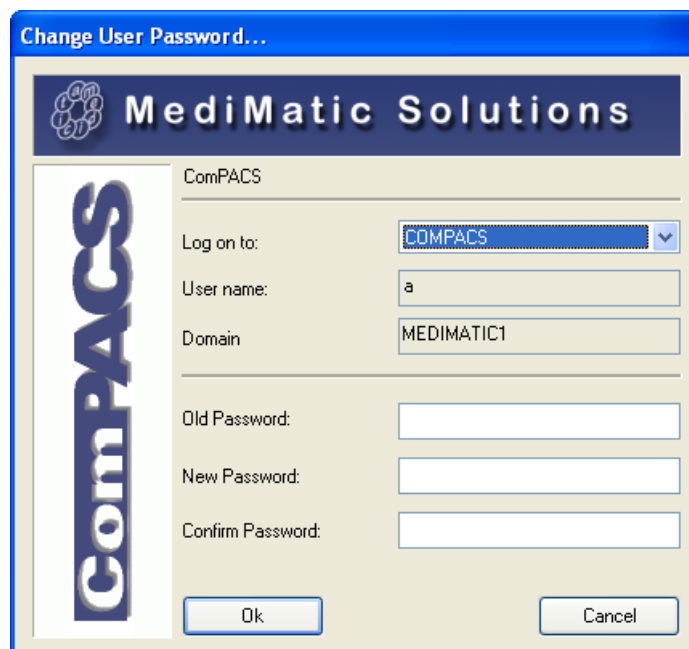 Change User Password...
MediMatic Solutions
ComPACS
ComPACS
Log on to:
COMPACS
User name:
a
Domain
MEDIMATIC1
Old Password:
New Password:
Confirm Password:
Ok
Cancel